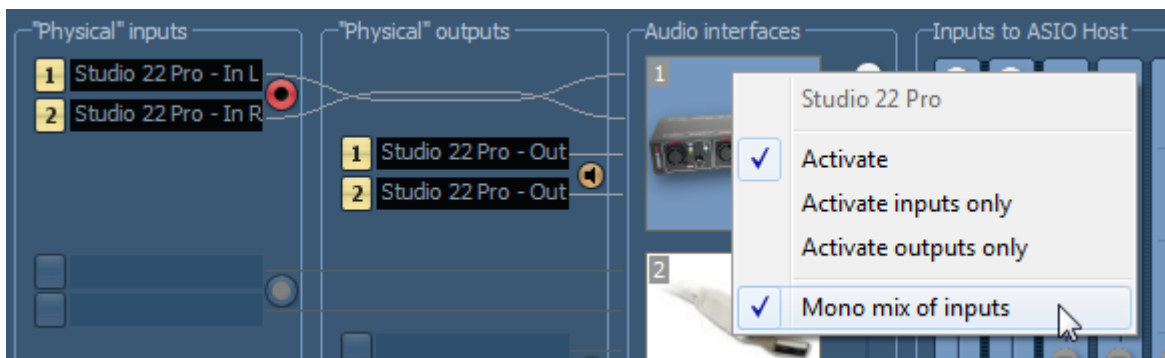 "Physical" inputs
1 Studio 22 Pro - In L
2 Studio 22 Pro - In R
"Physical" outputs
1 Studio 22 Pro - Out
2 Studio 22 Pro - Out
Audio interfaces
1
2
Inputs to ASIO Host
Studio 22 Pro
Activate
Activate inputs only
Activate outputs only
Mono mix of inputs